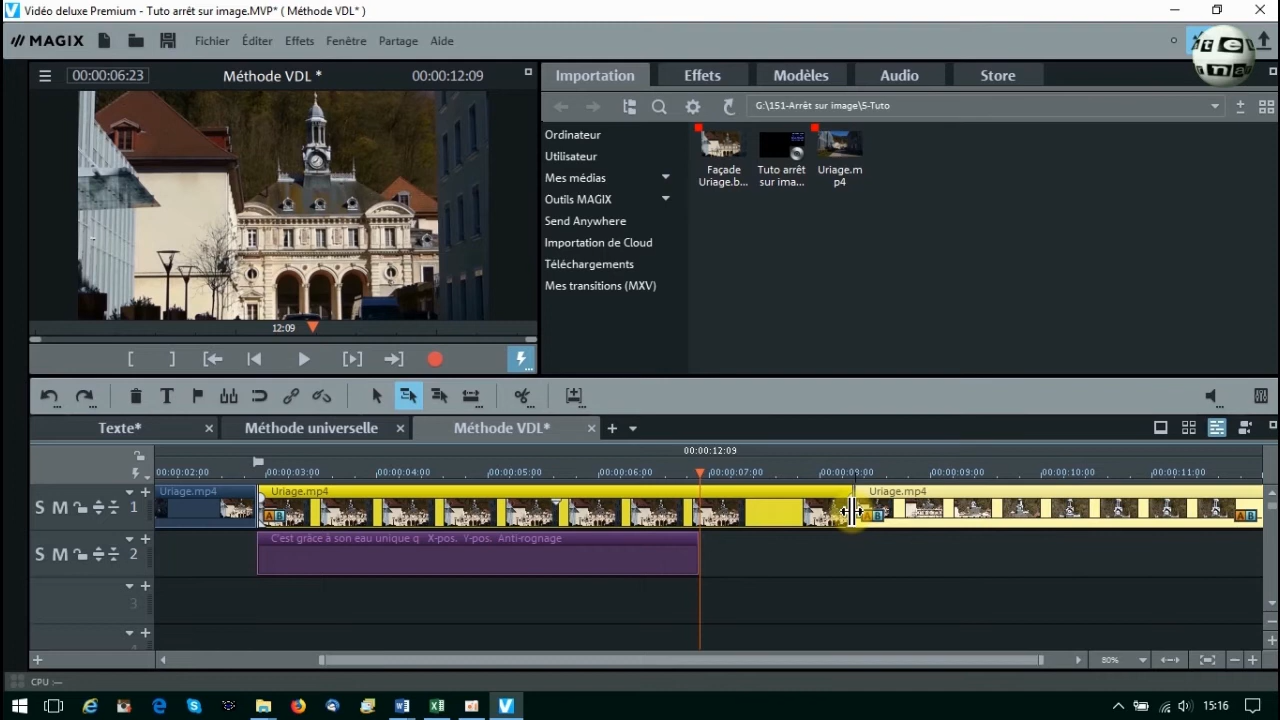 Vidéo deluxe Premium - Tuto arrêt sur image.MVP* ( Méthode VDL* )
MAGIX Fichier Éditer Effets Fenêtre Partage Aide
00:00:06:23 Méthode VDL * 00:00:12:09
Importation Effets Modèles Audio Store
G:\151-Arrêt sur image\5-Tuto
Ordinateur
Utilisateur
Mes médias
Outils MAGIX
Send Anywhere
Importation de Cloud
Téléchargements
Mes transitions (MXV)
Façade
Uriage.b...
Tuto arrêt
sur ima...
Uriage.m
p4
12:09
Texte* Méthode universelle Méthode VDL*
00:00:12:09
00:00:02:00 00:00:03:00 00:00:04:00 00:00:05:00 00:00:06:00 00:00:07:00 00:00:09:00 00:00:10:00 00:00:11:00
S M 1 Uriage.mp4 Uriage.mp4 Uriage.mp4
S M 2 C'est grâce à son eau unique q X-pos. Y-pos. Anti-rognage
3
80%
CPU :---
15:16